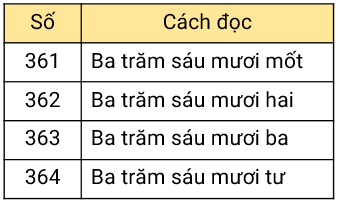 Số Cách đọc
361 Ba trăm sáu mươi mốt
362 Ba trăm sáu mươi hai
363 Ba trăm sáu mươi ba
364 Ba trăm sáu mươi tư